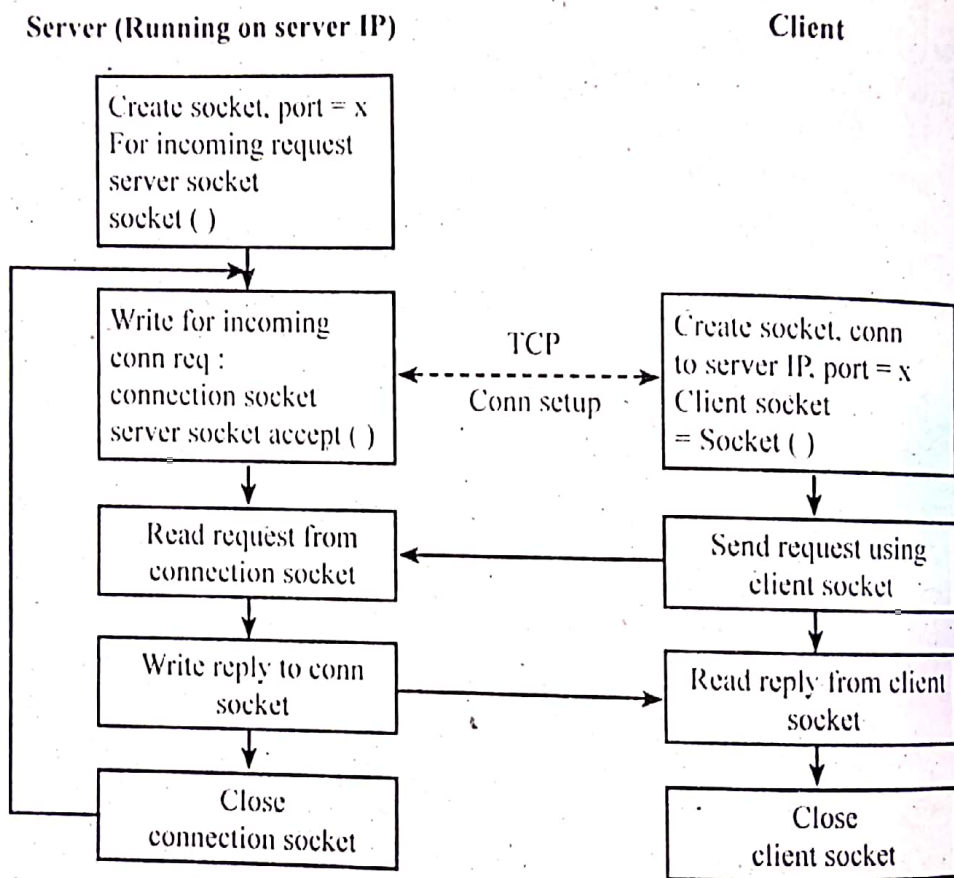 Server (Running on server IP)
Client
Create socket, port = x
For incoming request
server socket
socket ( )
Write for incoming
conn req :
connection socket
server socket accept ( )
TCP
Conn setup
Create socket, conn
to server IP, port = x
Client socket
= Socket ( )
Read request from
connection socket
Send request using
client socket
Write reply to conn
socket
Read reply from client
socket
Close
connection socket
Close
client socket